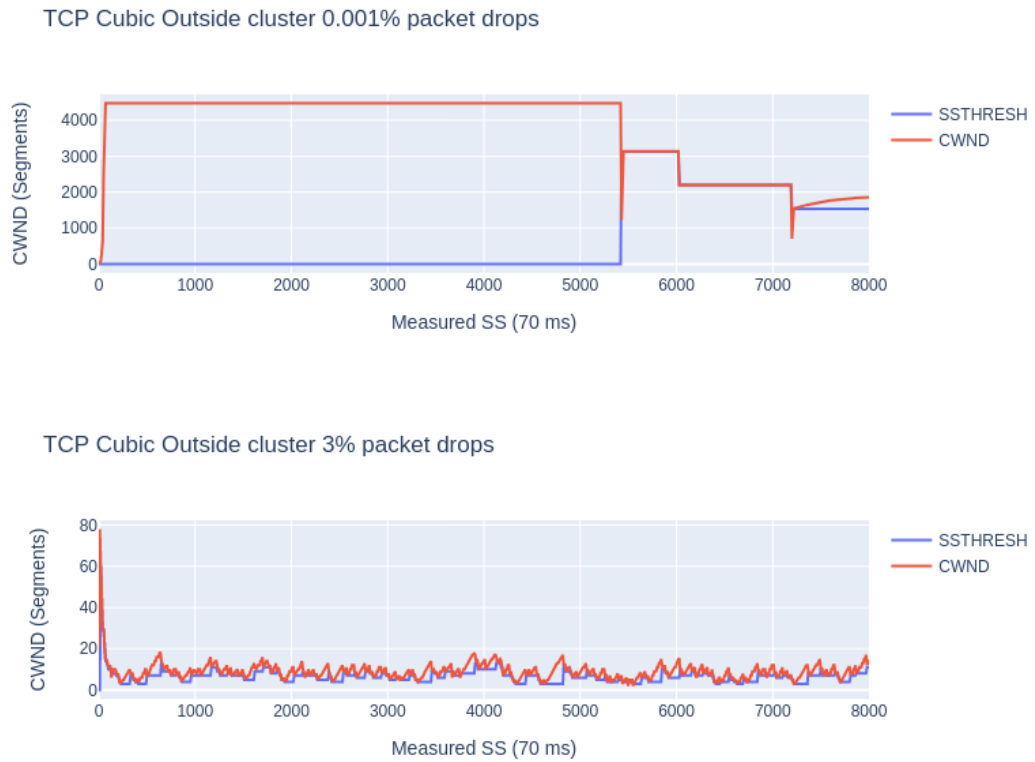 TCP Cubic Outside cluster 0.001% packet drops
CWND (Segments)
4000
3000
2000
1000
0
0 1000 2000 3000 4000 5000 6000 7000 8000
Measured SS (70 ms)
SSTHRESH
CWND
TCP Cubic Outside cluster 3% packet drops
CWND (Segments)
80
60
40
20
0
0 1000 2000 3000 4000 5000 6000 7000 8000
Measured SS (70 ms)
SSTHRESH
CWND